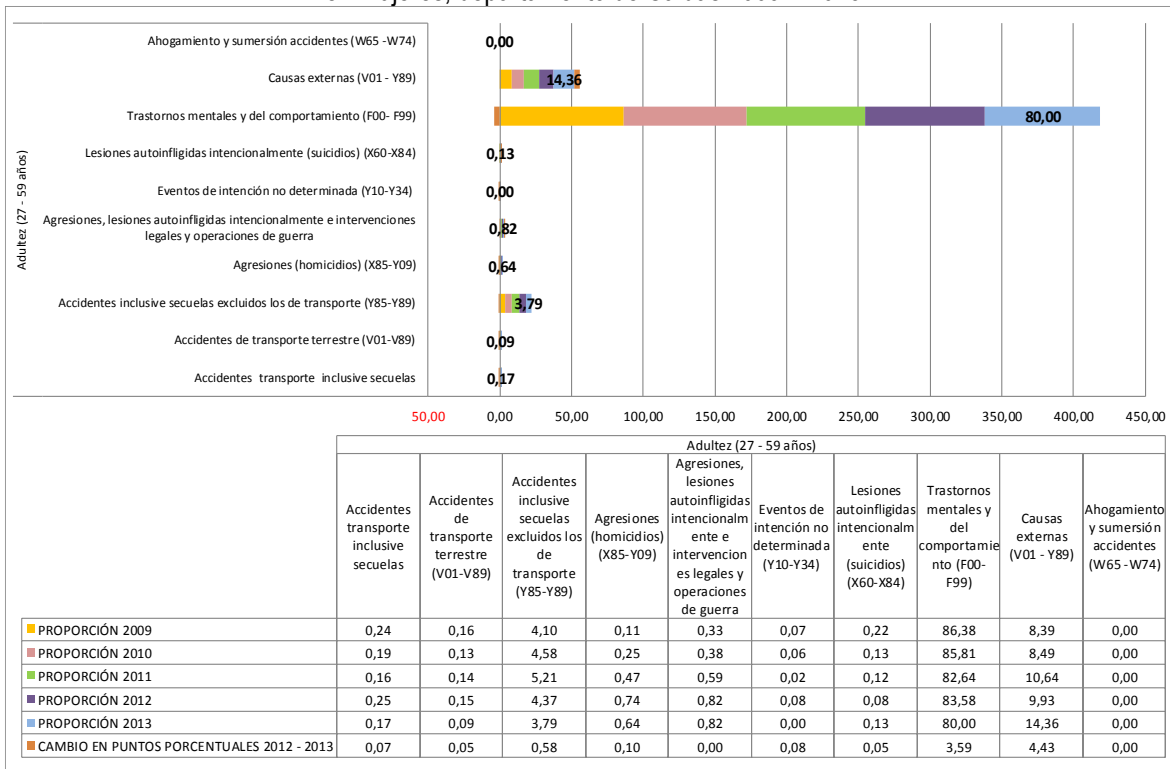 Ahogamiento y sumersión accidentes (W65 -W74)
0,00
Causas externas (V01 - Y89)
14,36
Trastornos mentales y del comportamiento (F00- F99)
80,00
Lesiones autoinfligidas intencionalmente (suicidios) (X60-X84)
0,13
Eventos de intención no determinada (Y10-Y34)
0,00
Agresiones, lesiones autoinfligidas intencionalmente e intervenciones
legales y operaciones de guerra
0,82
Agresiones (homicidios) (X85-Y09)
0,64
Accidentes inclusive secuelas excluidos los de transporte (Y85-Y89)
3,79
Accidentes de transporte terrestre (V01-V89)
0,09
Accidentes transporte inclusive secuelas
0,17
Adultez (27 - 59 años)
50,00 0,00 50,00 100,00 150,00 200,00 250,00 300,00 350,00 400,00 450,00
Adultez (27 - 59 años)
Accidentes
transporte
inclusive
secuelas
Accidentes
de
transporte
terrestre
(V01-V89)
Accidentes
inclusive
secuelas
excluidos los
de
transporte
(Y85-Y89)
Agresiones
(homicidios)
(X85-Y09)
Agresiones,
lesiones
autoinfligidas
intencionalm
ente e
intervencion
es legales y
operaciones
de guerra
Eventos de
intención no
determinada
(Y10-Y34)
Lesiones
autoinfligidas
intencionalm
ente
(suicidios)
(X60-X84)
Trastornos
mentales y
del
comportamie
nto (F00-
F99)
Causas
externas
(V01 - Y89)
Ahogamiento
y sumersión
accidentes
(W65 -W74)
PROPORCIÓN 2009 0,24 0,16 4,10 0,11 0,33 0,07 0,22 86,38 8,39 0,00
PROPORCIÓN 2010 0,19 0,13 4,58 0,25 0,38 0,06 0,13 85,81 8,49 0,00
PROPORCIÓN 2011 0,16 0,14 5,21 0,47 0,59 0,02 0,12 82,64 10,64 0,00
PROPORCIÓN 2012 0,25 0,15 4,37 0,74 0,82 0,08 0,08 83,58 9,93 0,00
PROPORCIÓN 2013 0,17 0,09 3,79 0,64 0,82 0,00 0,13 80,00 14,36 0,00
CAMBIO EN PUNTOS PORCENTUALES 2012 - 2013 0,07 0,05 0,58 0,10 0,00 0,08 0,05 3,59 4,43 0,00